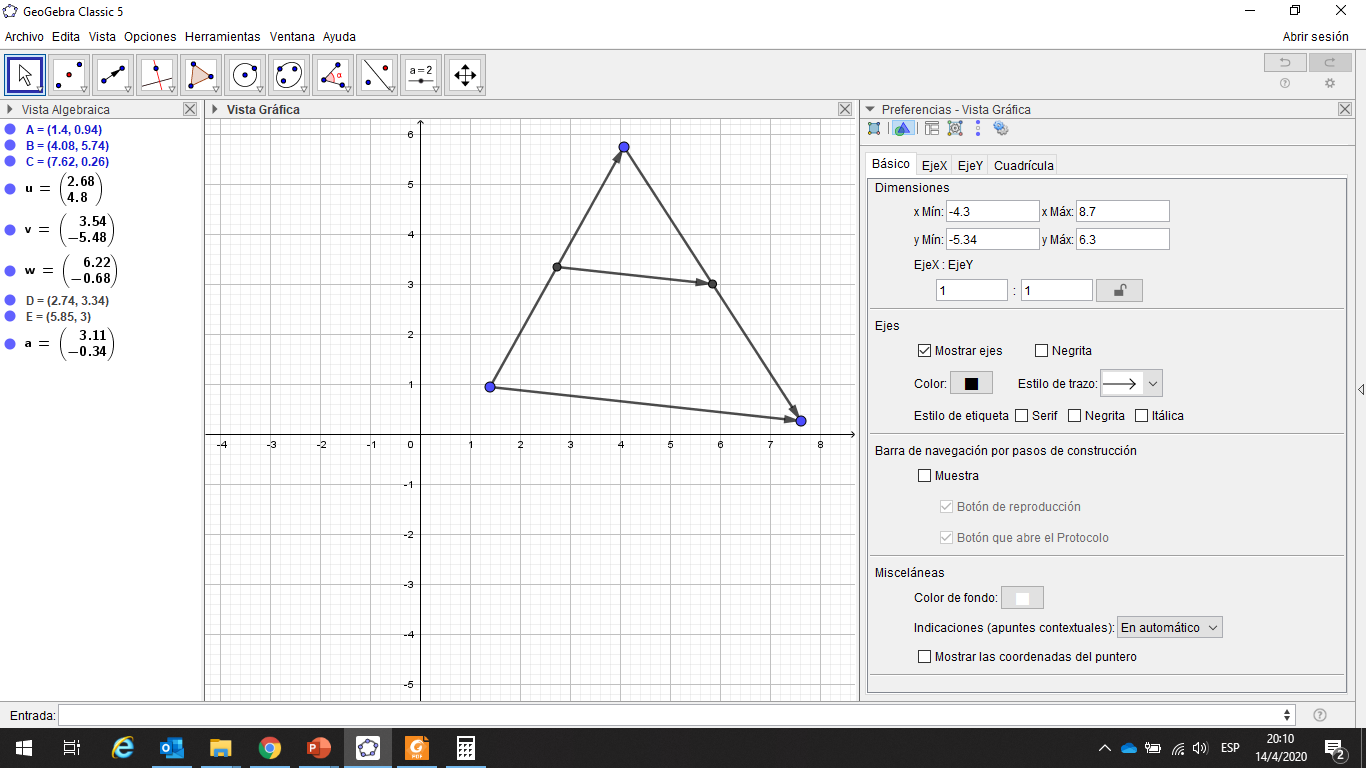 GeoGebra Classic 5
Archivo Edita Vista Opciones Herramientas Ventana Ayuda
Abrir sesión
a=2
Vista Algebraica
A = (1.4, 0.94)
B = (4.08, 5.74)
C = (7.62, 0.26)
u = (2.68
4.8)
v = (3.54
−5.48)
w = (6.22
−0.68)
D = (2.74, 3.34)
E = (5.85, 3)
a = (3.11
−0.34)
Vista Gráfica
6
5
4
3
2
1
-4 -3 -2 -1 0 1 2 3 4 5 6 7 8
-1
-2
-3
-4
-5
Preferencias - Vista Gráfica
Básico EjeX EjeY Cuadrícula
Dimensiones
x Mín: -4.3 x Máx: 8.7
y Mín: -5.34 y Máx: 6.3
EjeX : EjeY
1 : 1
Ejes
Mostrar ejes Negrita
Color: Estilo de trazo:
Estilo de etiqueta Serif Negrita Itálica
Barra de navegación por pasos de construcción
Muestra
Botón de reproducción
Botón que abre el Protocolo
Misceláneas
Color de fondo:
Indicaciones (apuntes contextuales): En automático
Mostrar las coordenadas del puntero
Entrada:
ESP
20:10
14/4/2020
2